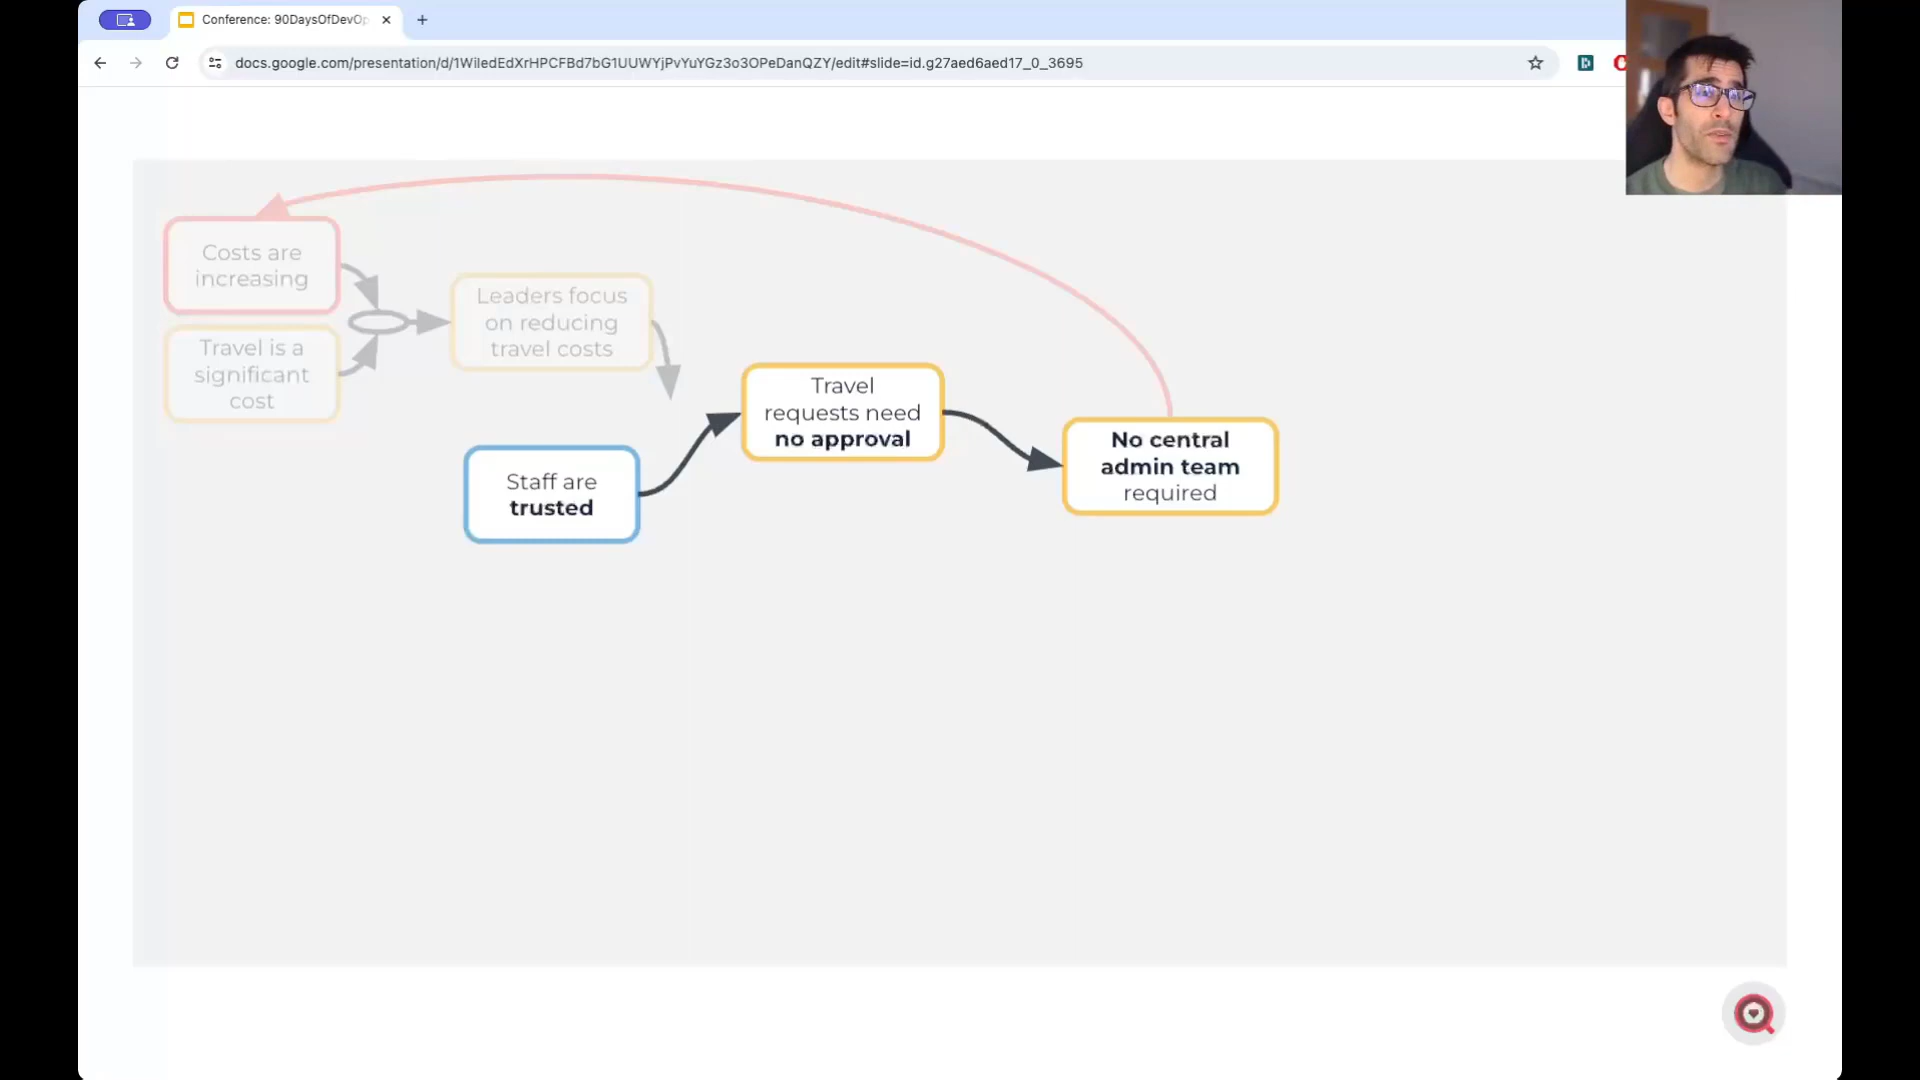 Conference: 90DaysOfDevOp
docs.google.com/presentation/d/1WiledEdXrHPCFBd7bG1UUWYjPvYuYGz3o3OPeDanQZY/edit#slide=id.g27aed6aed17_0_3695
Costs are
increasing
Travel is a
significant
cost
Leaders focus
on reducing
travel costs
Staff are
trusted
Travel
requests need
no approval
No central
admin team
required